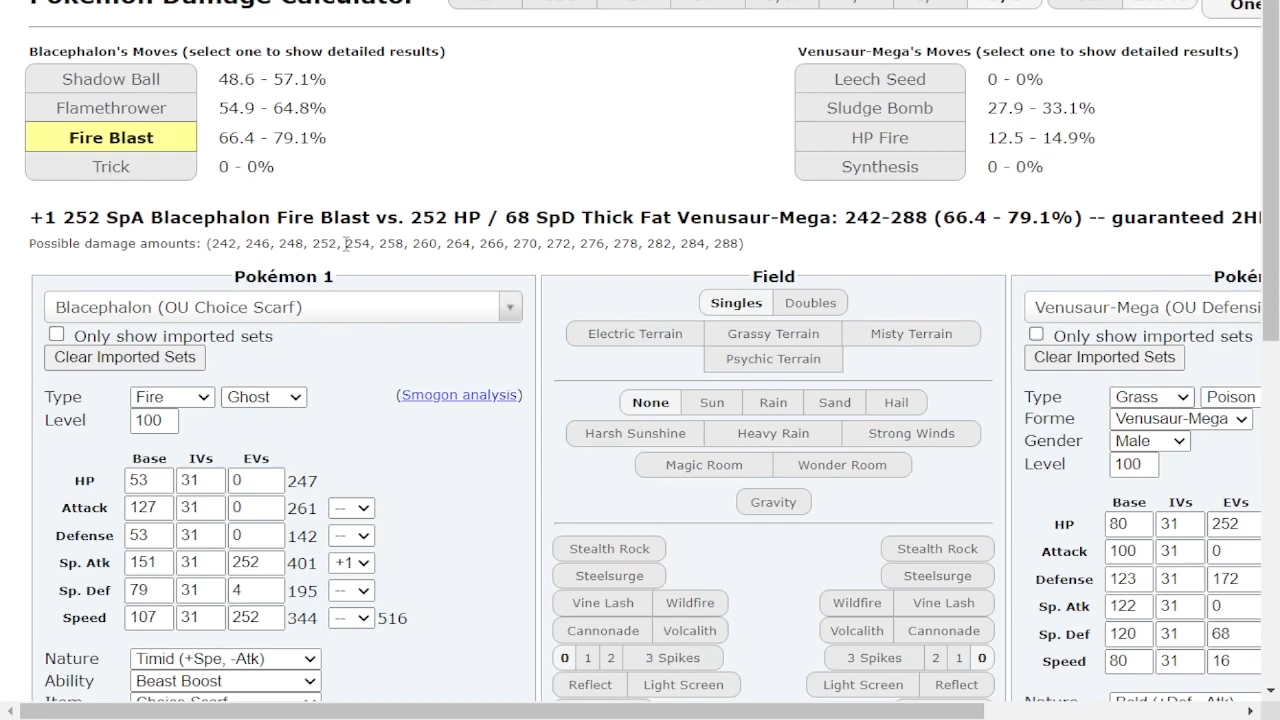 Blacephalon's Moves (select one to show detailed results)
Shadow Ball 48.6 - 57.1%
Flamethrower 54.9 - 64.8%
Fire Blast 66.4 - 79.1%
Trick 0 - 0%
Venusaur-Mega's Moves (select one to show detailed results)
Leech Seed 0 - 0%
Sludge Bomb 27.9 - 33.1%
HP Fire 12.5 - 14.9%
Synthesis 0 - 0%
+1 252 SpA Blacephalon Fire Blast vs. 252 HP / 68 SpD Thick Fat Venusaur-Mega: 242-288 (66.4 - 79.1%) -- guaranteed 2H
Possible damage amounts: (242, 246, 248, 252, 254, 258, 260, 264, 266, 270, 272, 276, 278, 282, 284, 288)
Pokémon 1
Blacephalon (OU Choice Scarf)
Only show imported sets
Clear Imported Sets
Type Fire Ghost (Smogon analysis)
Level 100
Base IVs EVs
HP 53 31 0 247
Attack 127 31 0 261 --
Defense 53 31 0 142 --
Sp. Atk 151 31 252 401 +1
Sp. Def 79 31 4 195 --
Speed 107 31 252 344 -- 516
Nature Timid (+Spe, -Atk)
Ability Beast Boost
Field
Singles Doubles
Electric Terrain Grassy Terrain Misty Terrain
Psychic Terrain
None Sun Rain Sand Hail
Harsh Sunshine Heavy Rain Strong Winds
Magic Room Wonder Room
Gravity
Stealth Rock Stealth Rock
Steelsurge Steelsurge
Vine Lash Wildfire Wildfire Vine Lash
Cannonade Volcalith Volcalith Cannonade
0 1 2 3 Spikes 3 Spikes 2 1 0
Reflect Light Screen Light Screen Reflect
Poké
Venusaur-Mega (OU Defensi
Only show imported sets
Clear Imported Sets
Type Grass Poison
Forme Venusaur-Mega
Gender Male
Level 100
Base IVs EVs
HP 80 31 252
Attack 100 31 0
Defense 123 31 172
Sp. Atk 122 31 0
Sp. Def 120 31 68
Speed 80 31 16